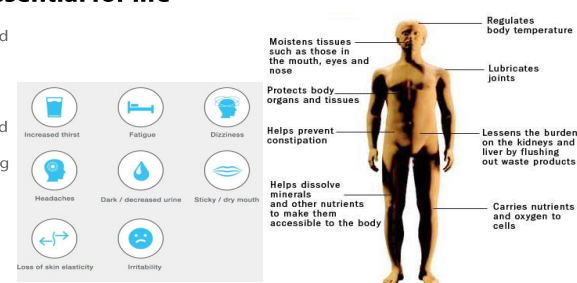 ssential for life
d
d
g
Increased thirst
Fatigue
Dizziness
Headaches
Dark / decreased urine
Sticky / dry mouth
Loss of skin elasticity
Irritability
Moistens tissues
such as those in
the mouth, eyes and
nose
Protects body
organs and tissues
Helps prevent
constipation
Helps dissolve
minerals
and other nutrients
to make them
accessible to the body
Regulates
body temperature
Lubricates
joints
Lessens the burden
on the kidneys and
liver by flushing
out waste products
Carries nutrients
and oxygen to
cells